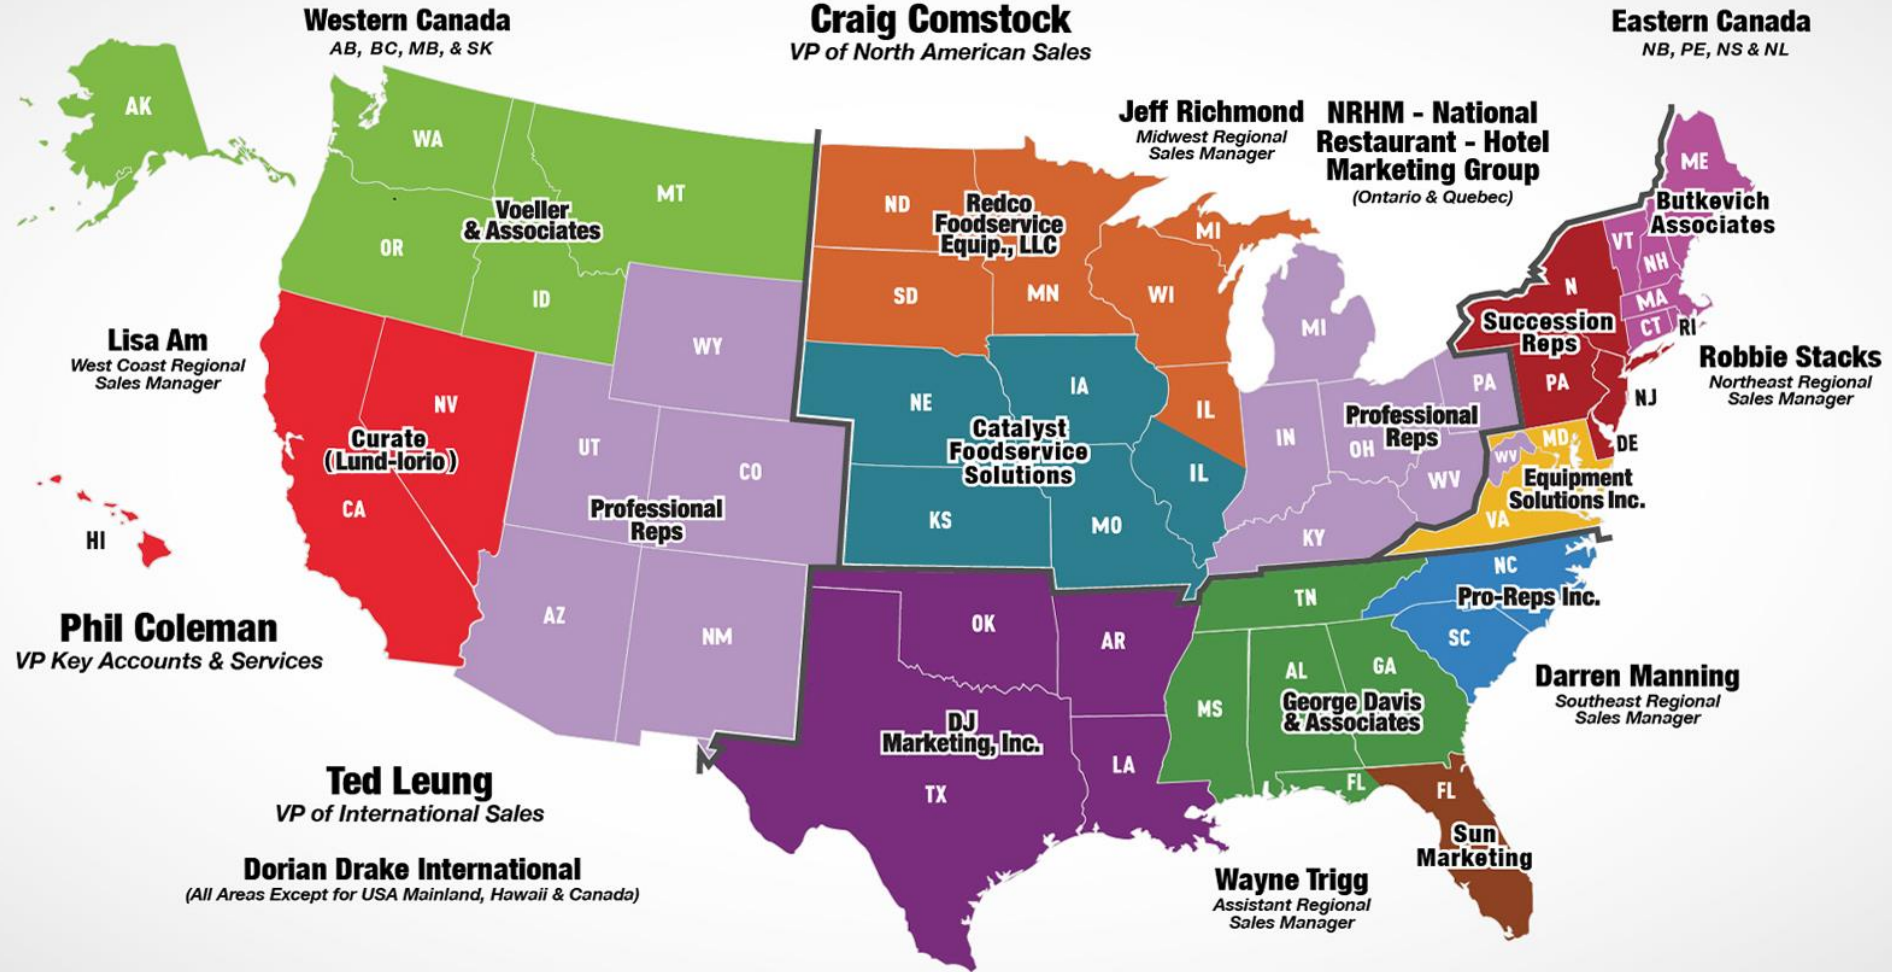 Western Canada
AB, BC, MB, & SK
Craig Comstock
VP of North American Sales
Eastern Canada
NB, PE, NS & NL
Jeff Richmond
Midwest Regional
Sales Manager
NRHM - National
Restaurant - Hotel
Marketing Group
(Ontario & Quebec)
AK
WA
MT
OR
ID
Voeller
& Associates
ND
SD
MN
WI
MI
IL
Redco
Foodservice
Equip., LLC
ME
VT
NH
MA
CT
RI
Butkevich
Associates
N
PA
NJ
DE
Succession
Reps
Robbie Stacks
Northeast Regional
Sales Manager
Lisa Am
West Coast Regional
Sales Manager
NV
CA
HI
Curate
(Lund-Iorio)
WY
UT
CO
AZ
NM
Professional
Reps
NE
IA
KS
MO
IL
Catalyst
Foodservice
Solutions
MI
IN
OH
PA
WV
KY
WV
Professional
Reps
MD
VA
Equipment
Solutions Inc.
NC
SC
Pro-Reps Inc.
Phil Coleman
VP Key Accounts & Services
OK
AR
TX
LA
DJ
Marketing, Inc.
TN
MS
AL
GA
FL
George Davis
& Associates
Darren Manning
Southeast Regional
Sales Manager
FL
Sun
Marketing
Ted Leung
VP of International Sales
Dorian Drake International
(All Areas Except for USA Mainland, Hawaii & Canada)
Wayne Trigg
Assistant Regional
Sales Manager